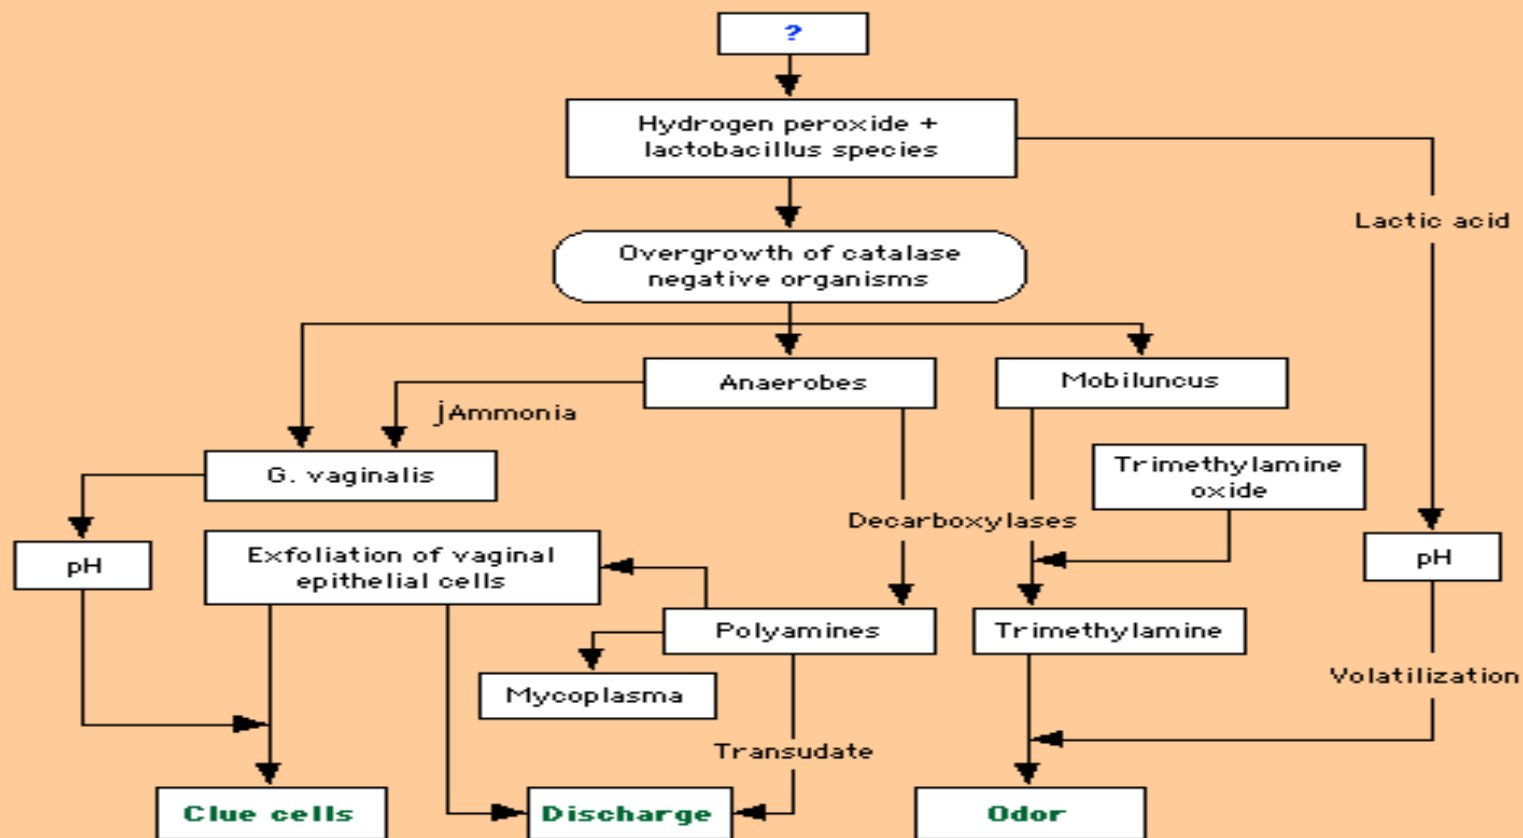 ?
Hydrogen peroxide +
lactobacillus species
Lactic acid
Overgrowth of catalase
negative organisms
Anaerobes
Mobiluncus
jAmmonia
G. vaginalis
Trimethylamine
oxide
Decarboxylases
pH
Exfoliation of vaginal
epithelial cells
pH
Polyamines
Trimethylamine
Mycoplasma
Volatilization
Transudate
Clue cells
Discharge
Odor